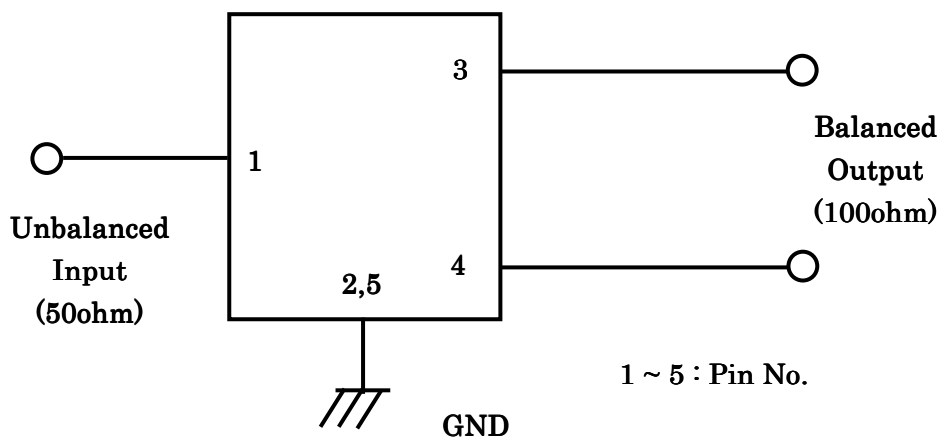 3
Balanced
Output
(100ohm)
1
Unbalanced
Input
(50ohm)
4
2,5
1 ~ 5 : Pin No.
GND